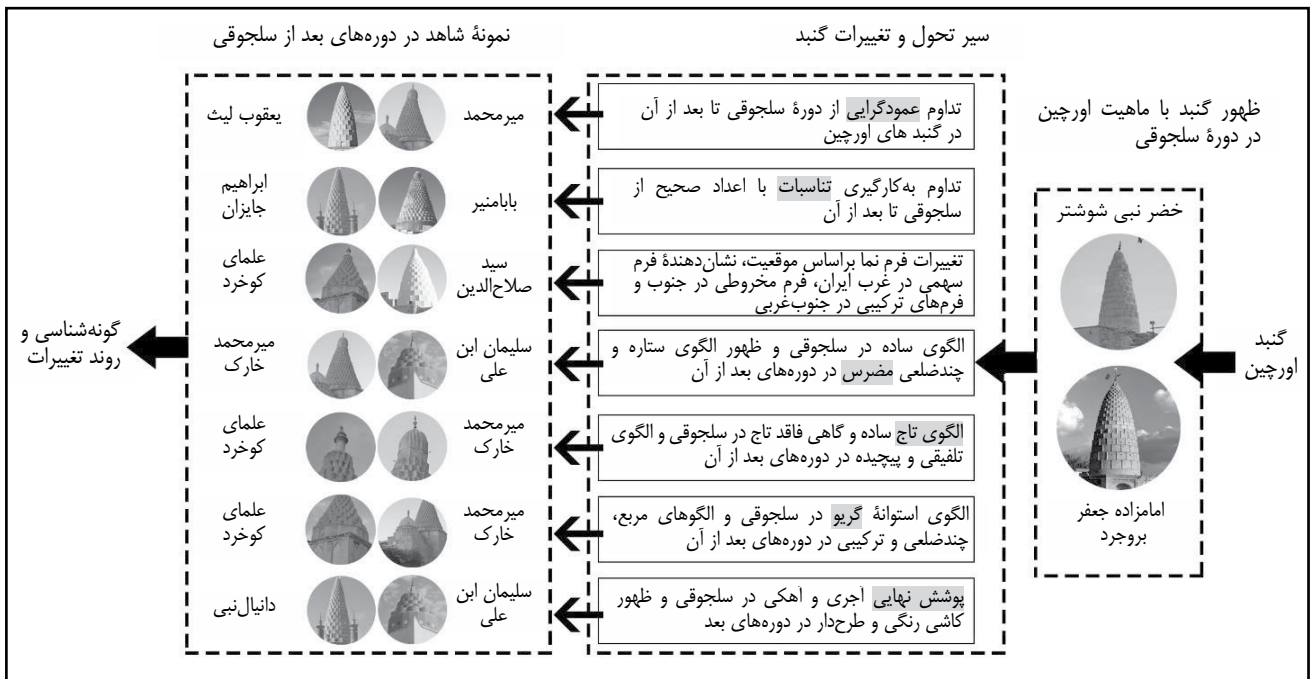 گنبد
اورچین
ظهور گنبد با ماهیت اورچین
در دورۀ سلجوقی
خضر نبی شوشتر
امامزاده جعفر
بروجرد
سیر تحول و تغییرات گنبد
تداوم عمودگرایی از دورۀ سلجوقی تا بعد از آن
در گنبد های اورچین
تداوم به‌کارگیری تناسبات با اعداد صحیح از
سلجوقی تا بعد از آن
تغییرات فرم نما براساس موقعیت، نشان‌دهندۀ فرم
سهمی در غرب ایران، فرم مخروطی در جنوب و
فرم‌های ترکیبی در جنوب‌غربی
الگوی ساده در سلجوقی و ظهور الگوی ستاره و
چندضلعی مضرس در دوره‌های بعد از آن
الگوی تاج ساده و گاهی فاقد تاج در سلجوقی و الگوی
تلفیقی و پیچیده در دوره‌های بعد از آن
الگوی استوانۀ گریو در سلجوقی و الگوهای مربع،
چندضلعی و ترکیبی در دوره‌های بعد از آن
پوشش نهایی آجری و آهکی در سلجوقی و ظهور
کاشی رنگی و طرح‌دار در دوره‌های بعد
نمونۀ شاهد در دوره‌های بعد از سلجوقی
میرمحمد
یعقوب لیث
بابامنیر
ابراهیم
جایزان
سید
صلاح‌الدین
علمای
کوخرد
سلیمان ابن
علی
میرمحمد
خارک
میرمحمد
خارک
علمای
کوخرد
میرمحمد
خارک
علمای
کوخرد
سلیمان ابن
علی
دانیال‌نبی
گونه‌شناسی و
روند تغییرات